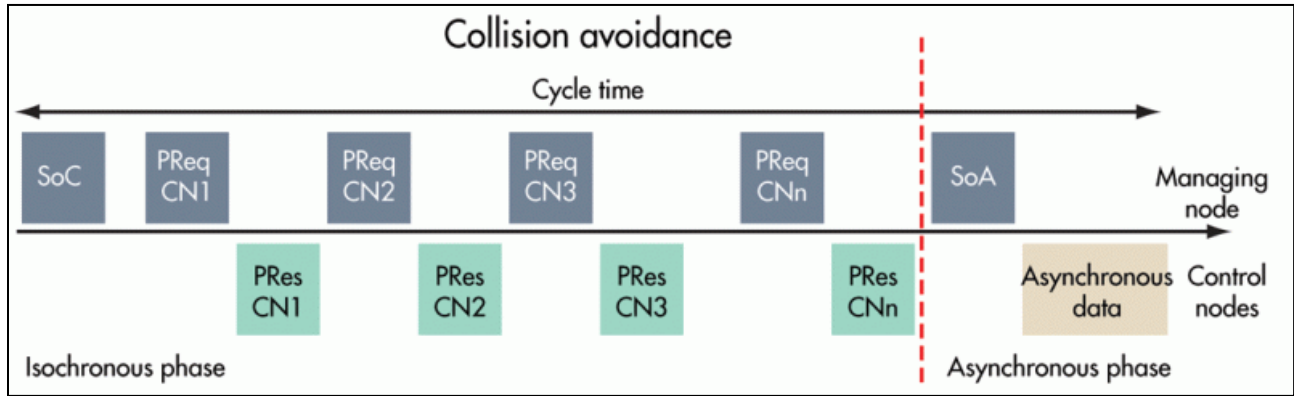 Collision avoidance
Cycle time
SoC
PReq
CN1
PReq
CN2
PReq
CN3
PReq
CNn
SoA
Managing
node
PRes
CN1
PRes
CN2
PRes
CN3
PRes
CNn
Asynchronous
data
Control
nodes
Isochronous phase
Asynchronous phase